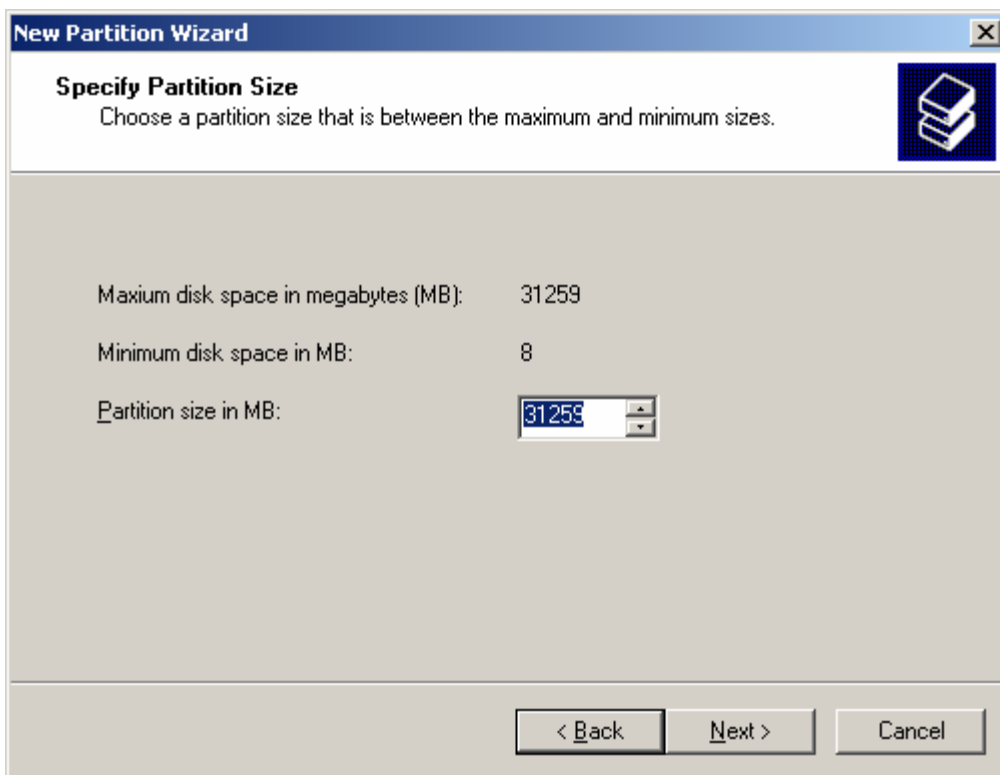 New Partition Wizard
Specify Partition Size
Choose a partition size that is between the maximum and minimum sizes.
Maxium disk space in megabytes (MB): 31259
Minimum disk space in MB: 8
Partition size in MB: 31259
< Back Next > Cancel